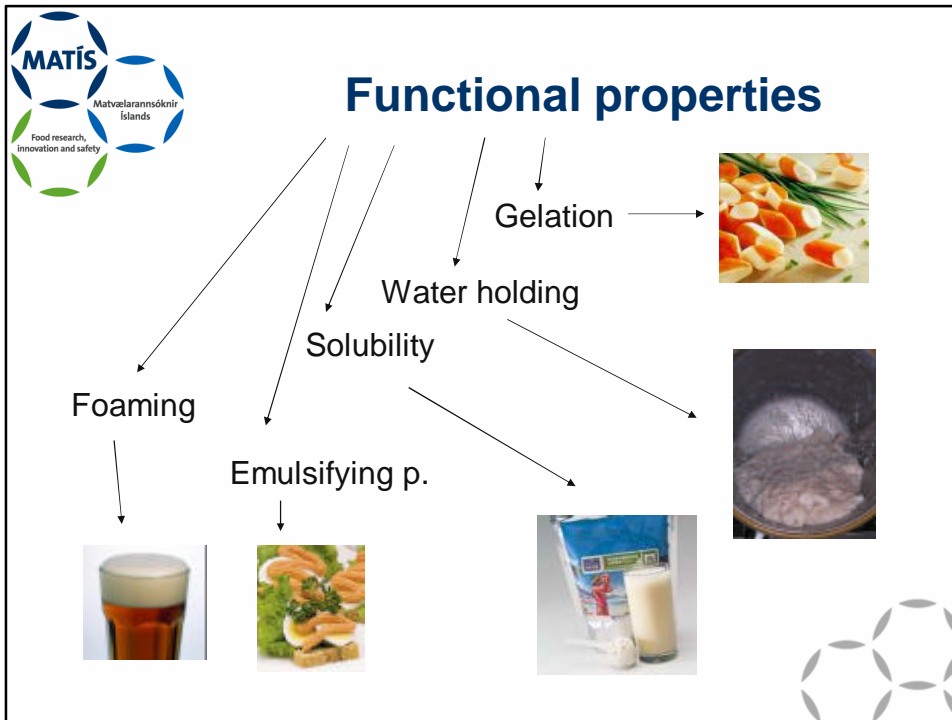 MATÍS
Matvælarannsóknir
Íslands
Food research,
innovation and safety
Functional properties
Gelation
Water holding
Solubility
Foaming
Emulsifying p.